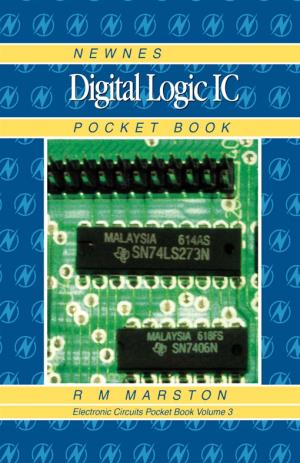 NEWNES
Digital Logic IC
POCKET BOOK
MALAYSIA 614AS
SN74LS273N
MALAYSIA 618FS
SN7406N
R M MARSTON
Electronic Circuits Pocket Book Volume 3